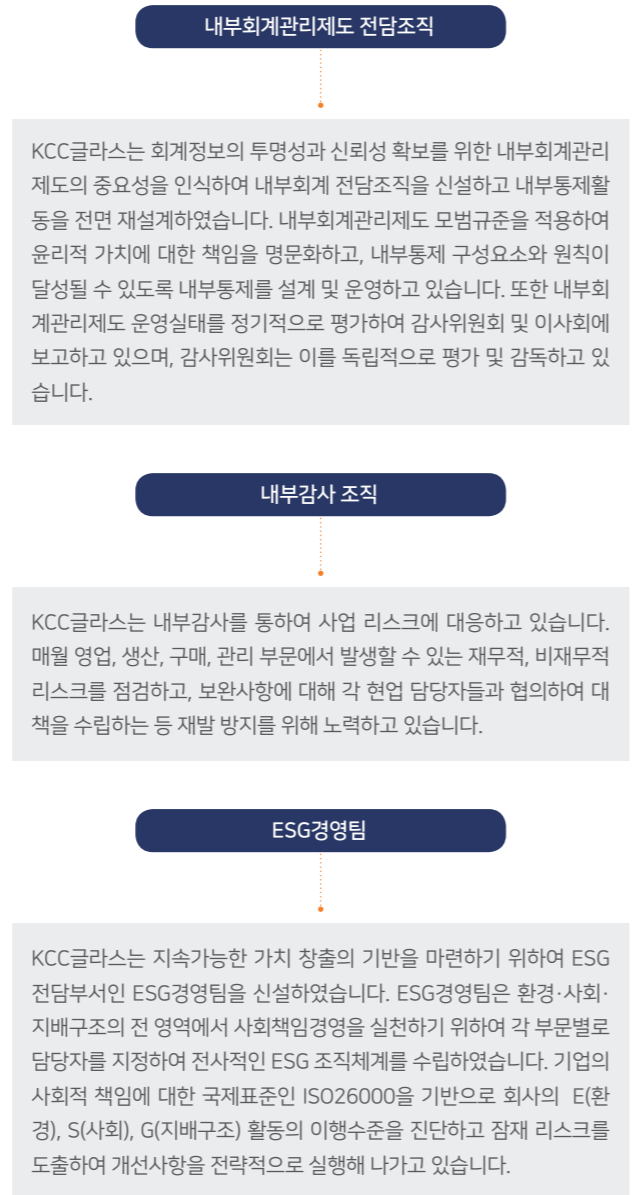 내부회계관리제도 전담조직
KCC글라스는 회계정보의 투명성과 신뢰성 확보를 위한 내부회계관리
제도의 중요성을 인식하여 내부회계 전담조직을 신설하고 내부통제활
동을 전면 재설계하였습니다. 내부회계관리제도 모범규준을 적용하여
윤리적 가치에 대한 책임을 명문화하고, 내부통제 구성요소와 원칙이
달성될 수 있도록 내부통제를 설계 및 운영하고 있습니다. 또한 내부회
계관리제도 운영실태를 정기적으로 평가하여 감사위원회 및 이사회에
보고하고 있으며, 감사위원회는 이를 독립적으로 평가 및 감독하고 있
습니다.
내부감사 조직
KCC글라스는 내부감사를 통하여 사업 리스크에 대응하고 있습니다.
매월 영업, 생산, 구매, 관리 부문에서 발생할 수 있는 재무적, 비재무적
리스크를 점검하고, 보완사항에 대해 각 현업 담당자들과 협의하여 대
책을 수립하는 등 재발 방지를 위해 노력하고 있습니다.
ESG경영팀
KCC글라스는 지속가능한 가치 창출의 기반을 마련하기 위하여 ESG
전담부서인 ESG경영팀을 신설하였습니다. ESG경영팀은 환경·사회·
지배구조의 전 영역에서 사회책임경영을 실천하기 위하여 각 부문별로
담당자를 지정하여 전사적인 ESG 조직체계를 수립하였습니다. 기업의
사회적 책임에 대한 국제표준인 ISO26000을 기반으로 회사의 E(환
경), S(사회), G(지배구조) 활동의 이행수준을 진단하고 잠재 리스크를
도출하여 개선사항을 전략적으로 실행해 나가고 있습니다.